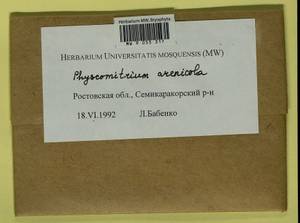 Herbarium MW, Bryophyta
HERBARIUM UNIVERSITATIS MOSQUENSIS (MW)
Physcomitrium arenicola
Ростовская обл., Семикаракорский р-н
18.VI.1992 Л.Бабенко